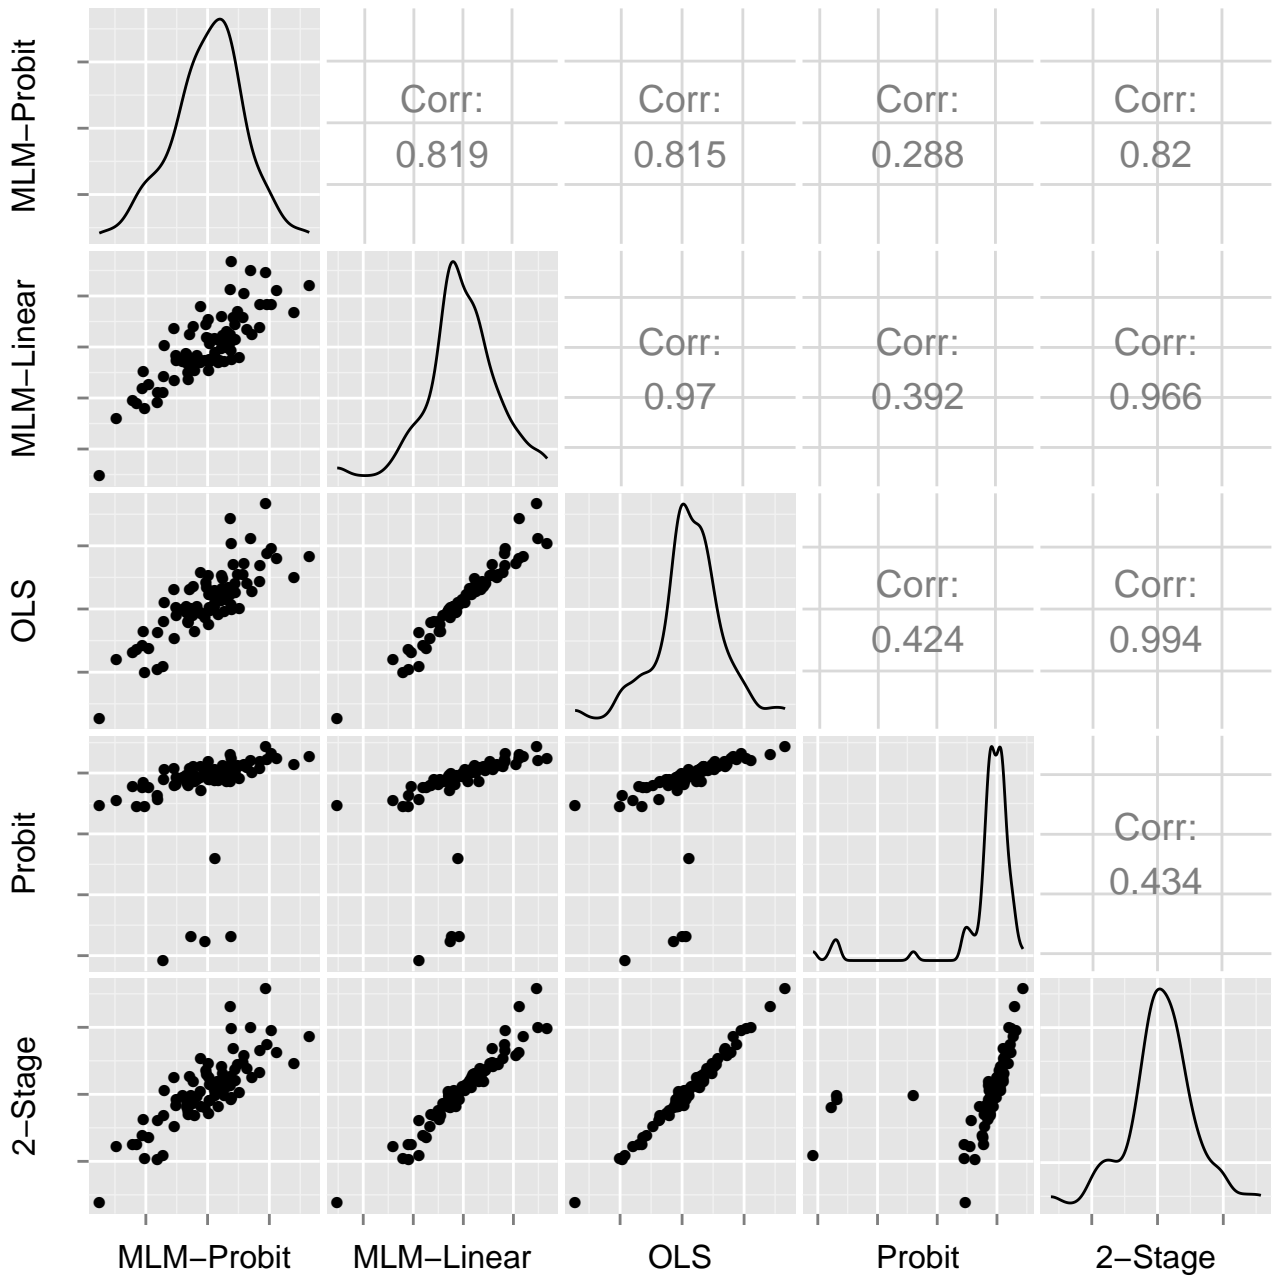 MLM−Probit
Corr:
0.819
Corr:
0.815
Corr:
0.288
Corr:
0.82
MLM−Linear
Corr:
0.97
Corr:
0.392
Corr:
0.966
OLS
Corr:
0.424
Corr:
0.994
Probit
Corr:
0.434
2−Stage
MLM−Probit
MLM−Linear
OLS
Probit
2−Stage